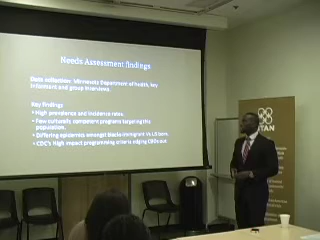 Needs Assessment findings
Data collection: Minnesota Department of health, key
informant and group interviews.
Key findings
• High prevalence and incidence rates.
• Few culturally competent programs targeting this
population.
• Differing epidemics amongst blacks-immigrant vs US born.
• CDC's High impact programming criteria edging CBOs out.
TAN